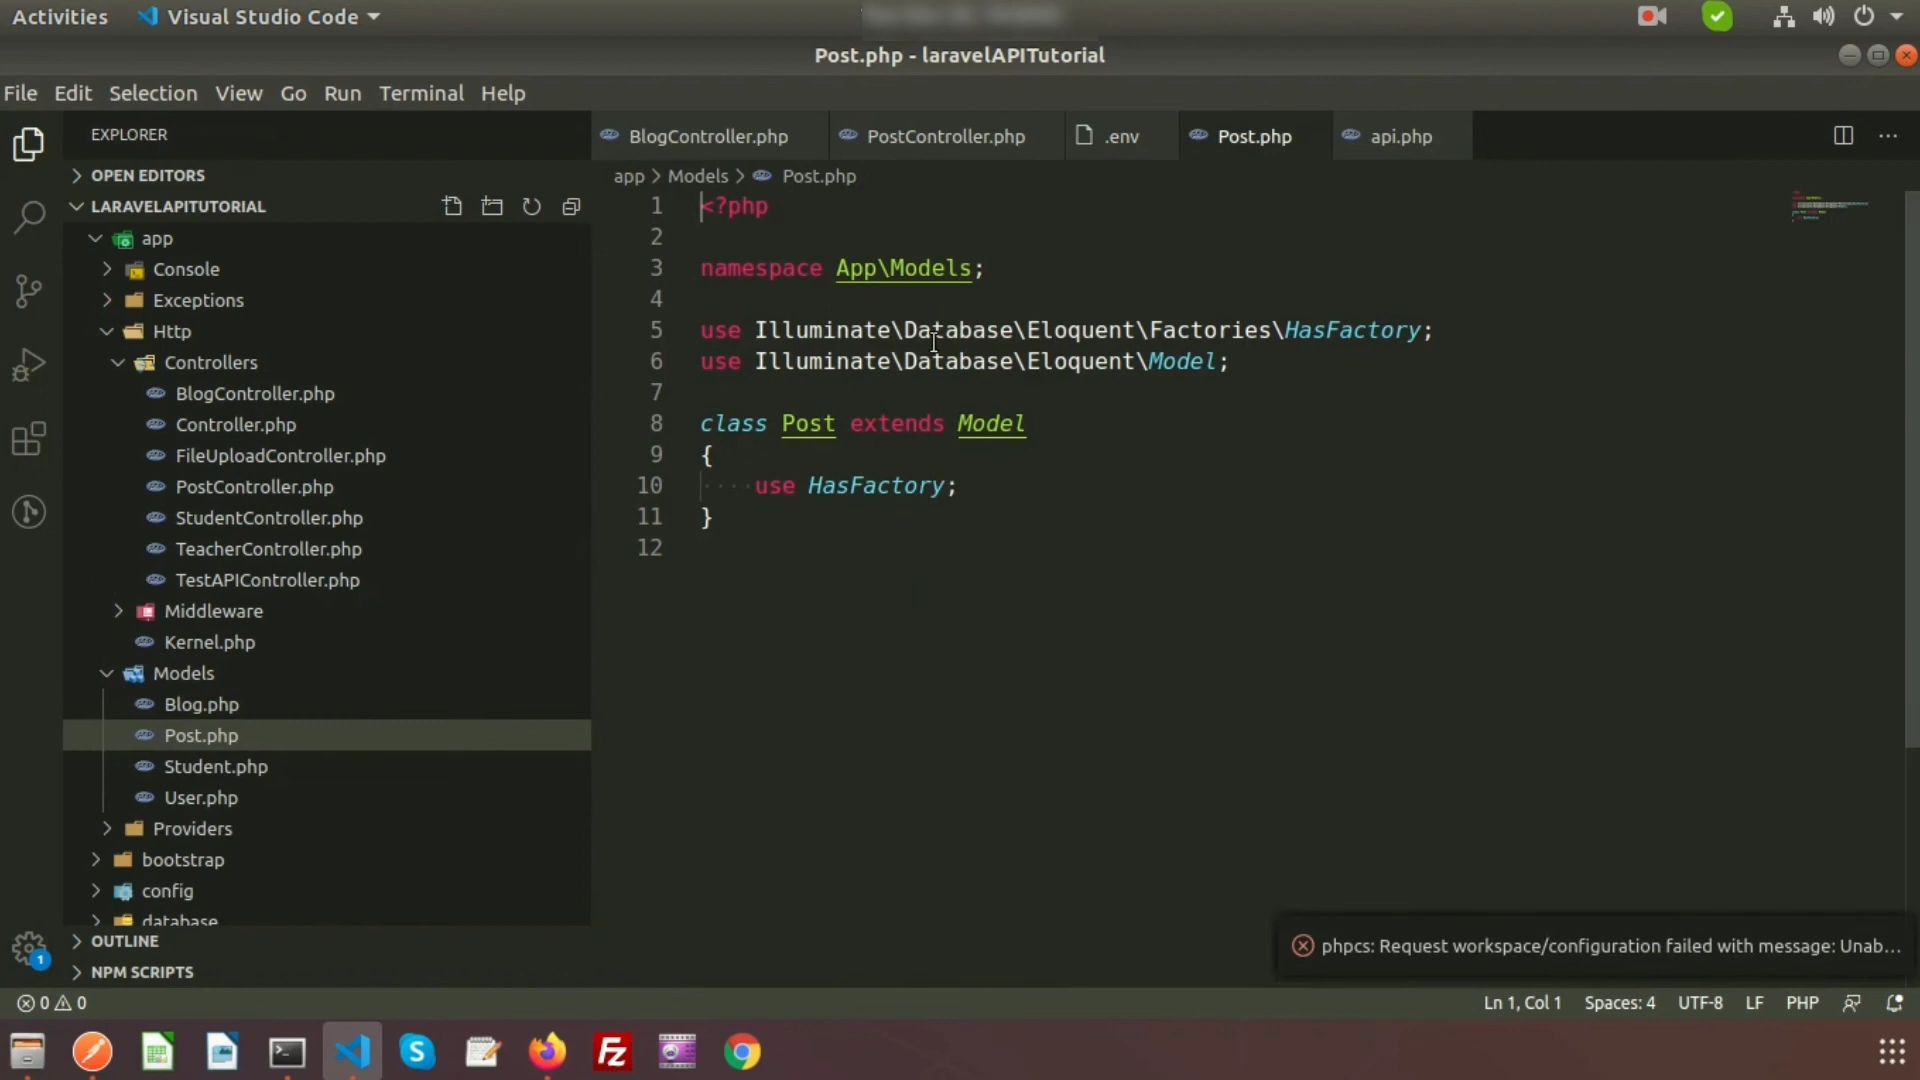 Activities Visual Studio Code
Post.php - laravelAPITutorial
File Edit Selection View Go Run Terminal Help
EXPLORER
OPEN EDITORS
LARAVELAPITUTORIAL
app
Console
Exceptions
Http
Controllers
BlogController.php
Controller.php
FileUploadController.php
PostController.php
StudentController.php
TeacherController.php
TestAPIController.php
Middleware
Kernel.php
Models
Blog.php
Post.php
Student.php
User.php
Providers
bootstrap
config
database
OUTLINE
NPM SCRIPTS
BlogController.php PostController.php .env Post.php api.php ...
app > Models > Post.php
1 <?php
2
3 namespace App\Models;
4
5 use Illuminate\Database\Eloquent\Factories\HasFactory;
6 use Illuminate\Database\Eloquent\Model;
7
8 class Post extends Model
9 {
10 ····use HasFactory;
11 }
12
phpcs: Request workspace/configuration failed with message: Unab...
1
0 0 Ln 1, Col 1 Spaces: 4 UTF-8 LF PHP
S Fz